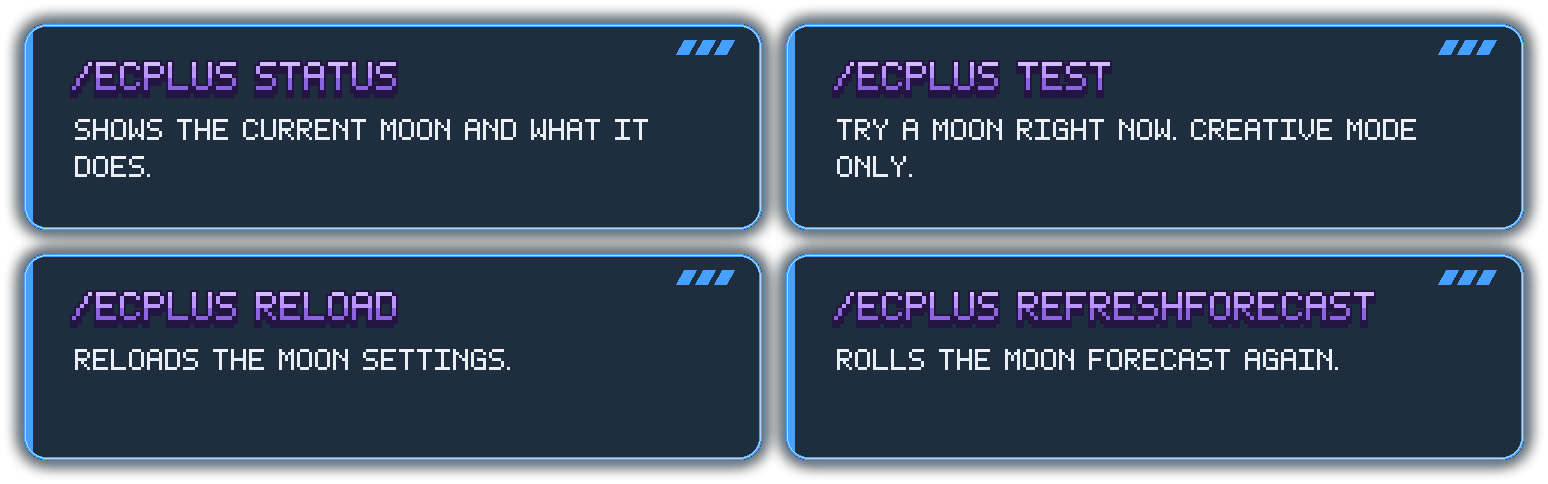 /ECPLUS STATUS
SHOWS THE CURRENT MOON AND WHAT IT
DOES.
/ECPLUS TEST
TRY A MOON RIGHT NOW. CREATIVE MODE
ONLY.
/ECPLUS RELOAD
RELOADS THE MOON SETTINGS.
/ECPLUS REFRESHFORECAST
ROLLS THE MOON FORECAST AGAIN.